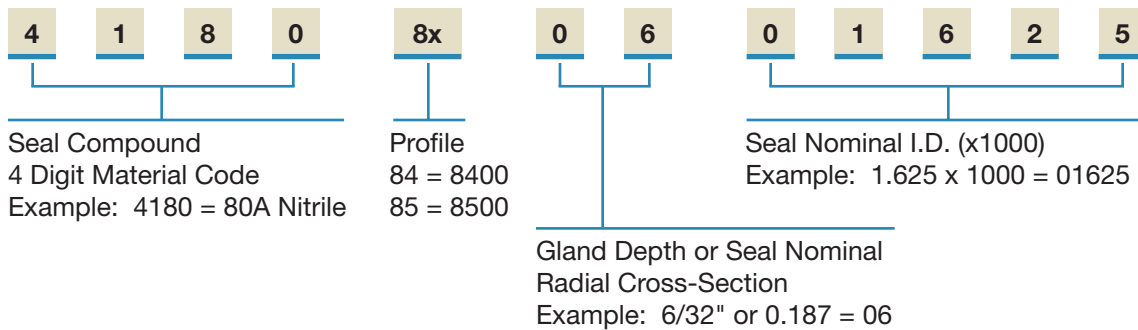 4 1 8 0 8x 0 6 0 1 6 2 5
Seal Compound
4 Digit Material Code
Example: 4180 = 80A Nitrile
Profile
84 = 8400
85 = 8500
Seal Nominal I.D. (x1000)
Example: 1.625 x 1000 = 01625
Gland Depth or Seal Nominal
Radial Cross-Section
Example: 6/32" or 0.187 = 06